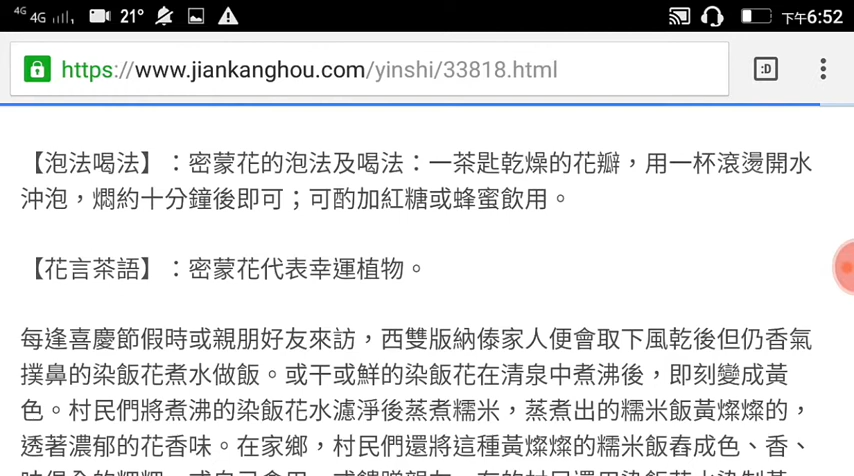 4G 4G 21° 下午6:52
https://www.jiankanghou.com/yinshi/33818.html :D
【泡法喝法】：密蒙花的泡法及喝法：一茶匙乾燥的花瓣，用一杯滾燙開水
沖泡，燜約十分鐘後即可；可酌加紅糖或蜂蜜飲用。
【花言茶語】：密蒙花代表幸運植物。
每逢喜慶節假時或親朋好友來訪，西雙版納傣家人便會取下風乾後但仍香氣
撲鼻的染飯花煮水做飯。或干或鮮的染飯花在清泉中煮沸後，即刻變成黃
色。村民們將煮沸的染飯花水濾淨後蒸煮糯米，蒸煮出的糯米飯黃燦燦的，
透著濃郁的花香味。在家鄉，村民們還將這種黃燦燦的糯米飯舂成色、香、